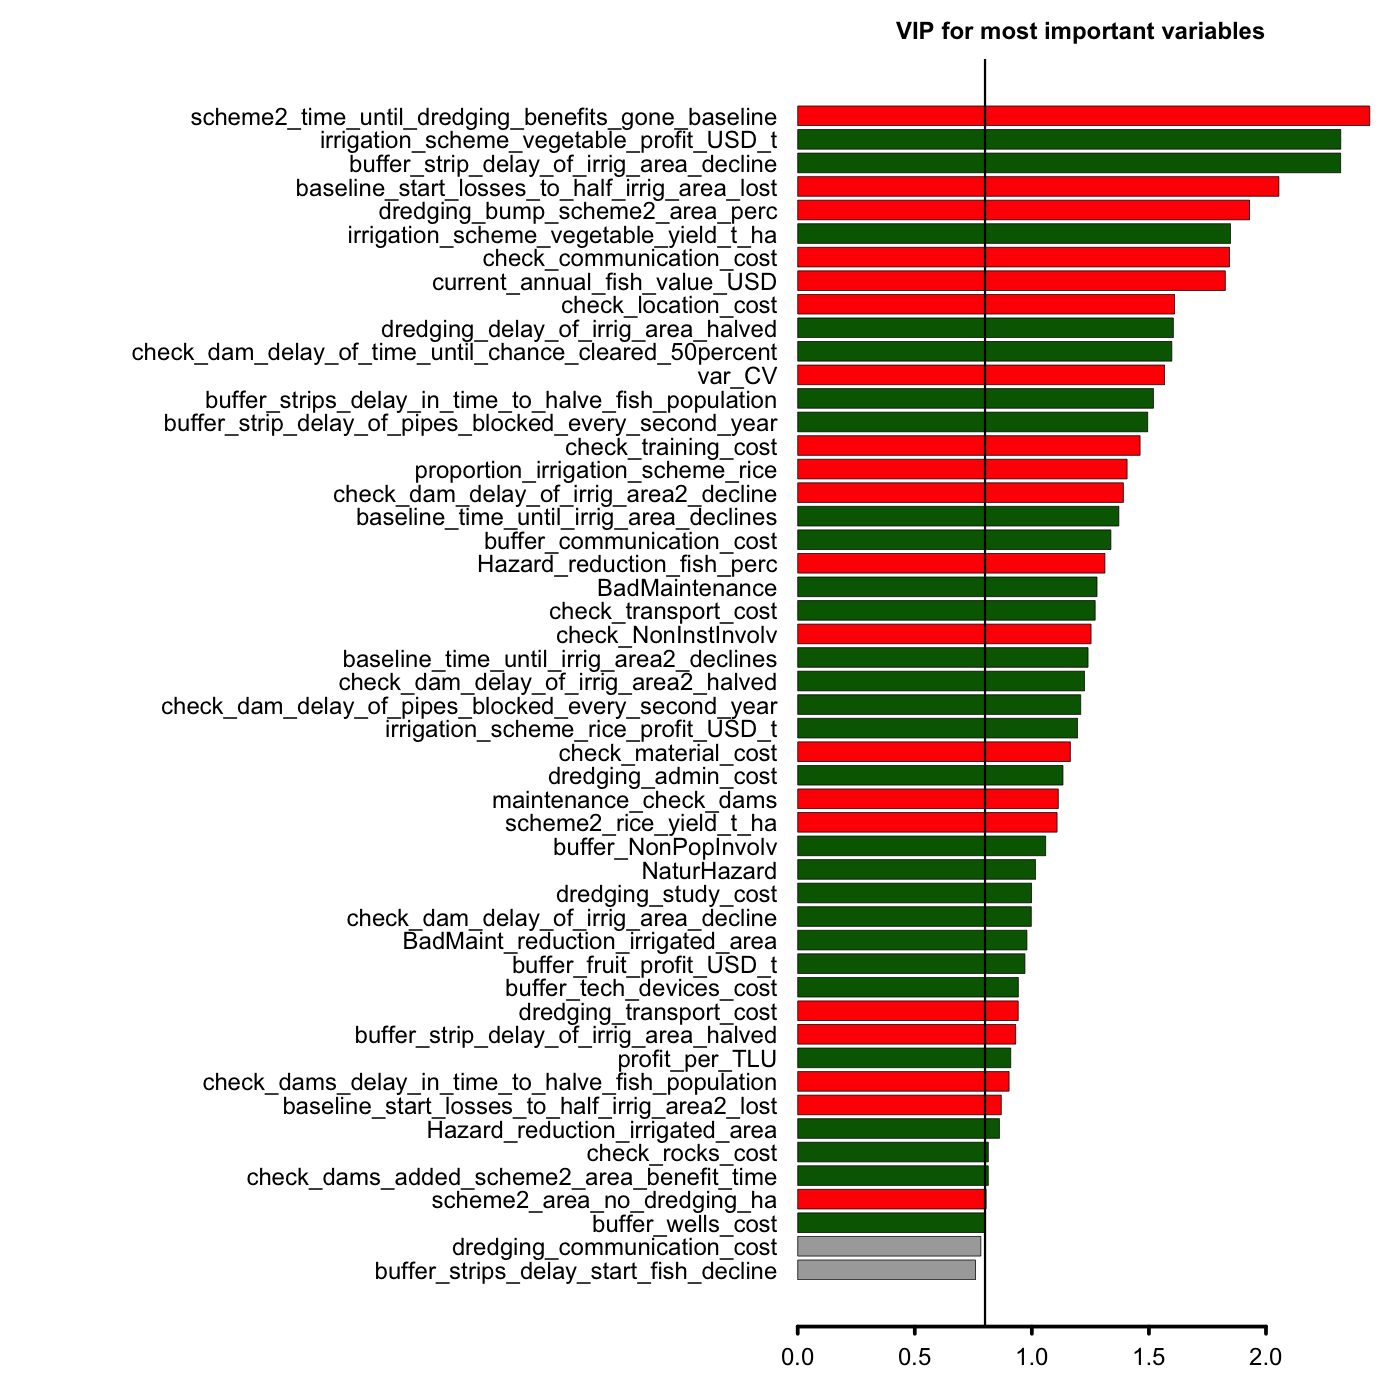 VIP for most important variables
scheme2_time_until_dredging_benefits_gone_baseline
irrigation_scheme_vegetable_profit_USD_t
buffer_strip_delay_of_irrig_area_decline
baseline_start_losses_to_half_irrig_area_lost
dredging_bump_scheme2_area_perc
irrigation_scheme_vegetable_yield_t_ha
check_communication_cost
current_annual_fish_value_USD
check_location_cost
dredging_delay_of_irrig_area_halved
check_dam_delay_of_time_until_chance_cleared_50percent
var_CV
buffer_strips_delay_in_time_to_halve_fish_population
buffer_strip_delay_of_pipes_blocked_every_second_year
check_training_cost
proportion_irrigation_scheme_rice
check_dam_delay_of_irrig_area2_decline
baseline_time_until_irrig_area_declines
buffer_communication_cost
Hazard_reduction_fish_perc
BadMaintenance
check_transport_cost
check_NonInstInvolv
baseline_time_until_irrig_area2_declines
check_dam_delay_of_irrig_area2_halved
check_dam_delay_of_pipes_blocked_every_second_year
irrigation_scheme_rice_profit_USD_t
check_material_cost
dredging_admin_cost
maintenance_check_dams
scheme2_rice_yield_t_ha
buffer_NonPopInvolv
NaturHazard
dredging_study_cost
check_dam_delay_of_irrig_area_decline
BadMaint_reduction_irrigated_area
buffer_fruit_profit_USD_t
buffer_tech_devices_cost
dredging_transport_cost
buffer_strip_delay_of_irrig_area_halved
profit_per_TLU
check_dams_delay_in_time_to_halve_fish_population
baseline_start_losses_to_half_irrig_area2_lost
Hazard_reduction_irrigated_area
check_rocks_cost
check_dams_added_scheme2_area_benefit_time
scheme2_area_no_dredging_ha
buffer_wells_cost
dredging_communication_cost
buffer_strips_delay_start_fish_decline
0.0 0.5 1.0 1.5 2.0